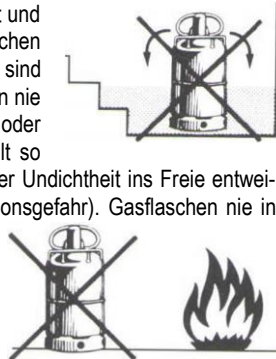 t und
chen
sind
n nie
oder
lt so
er Undichtheit ins Freie entwei-
onsgefahr). Gasflaschen nie in